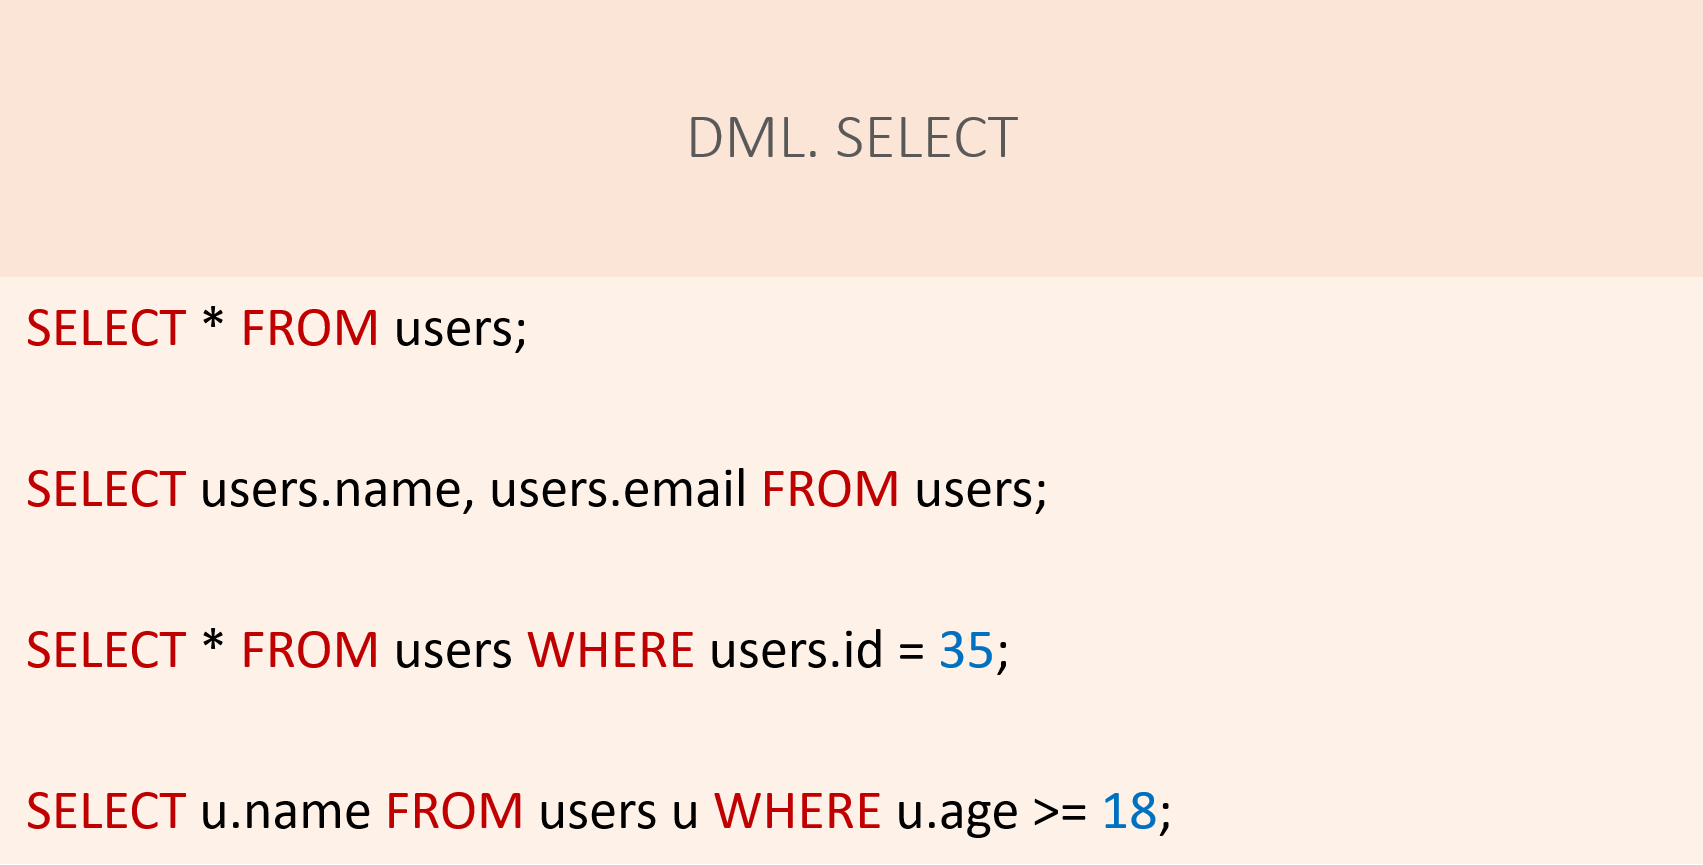 DML. SELECT
SELECT * FROM users;
SELECT users.name, users.email FROM users;
SELECT * FROM users WHERE users.id = 35;
SELECT u.name FROM users u WHERE u.age >= 18;